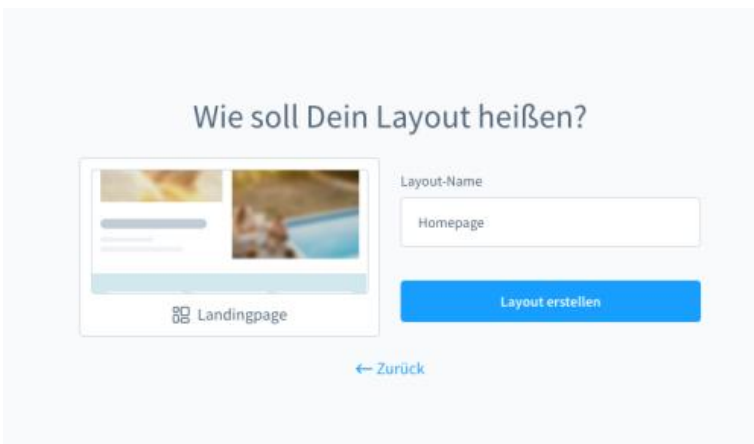 Wie soll Dein Layout heißen?
Layout-Name
Homepage
Landingpage
Layout erstellen
← Zurück